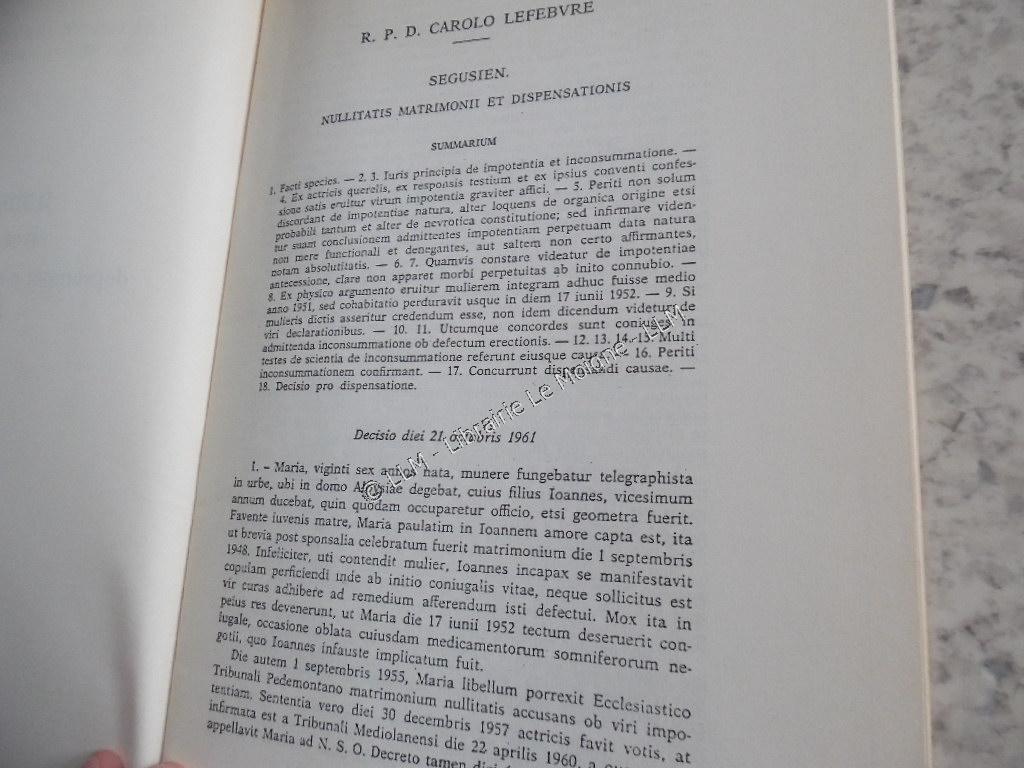 R. P. D. CAROLO LEFEBVRE
SEGUSIEN.
NULLITATIS MATRIMONII ET DISPENSATIONIS
SUMMARIUM
1. Facti species. — 2. 3. Iuris principia de impotentia et inconsummatione. —
4. Ex actricis querelis, ex responsis testium et ex ipsius conventi confes-
sione satis eruitur virum impotentia graviter affici. — 5. Periti non solum
discordant de impotentiae natura, alter loquens de organica origine etsi
probabili tantum et alter de nevrotica constitutione; sed infirmare viden-
tur suam conclusionem admittentes impotentiam perpetuam data natura
non mere functionali et denegantes, aut saltem non certo affirmantes,
notam absolutitatis. — 6. 7. Quamvis constare videatur de impotentiae
antecessione, clare non apparet morbi perpetuitas ab inito connubio. —
8. Ex physico argumento eruitur mulierem integram adhuc fuisse medio
anno 1951, sed cohabitatio perduravit usque in diem 17 iunii 1952. — 9. Si
mulieris dictis asseritur credendum esse, non idem dicendum videtur de
viri declarationibus. — 10. 11. Utcumque concordes sunt coniuges in
admittenda inconsummatione ob defectum erectionis. — 12. 13. 14. 15. Multi
testes de scientia de inconsummatione referunt eiusque causa. — 16. Periti
inconsummationem confirmant. — 17. Concurrunt dispensandi causae. —
18. Decisio pro dispensatione.
Decisio diei 21 octobris 1961
1. - Maria, viginti sex annos nata, munere fungebatur telegraphista
in urbe, ubi in domo Aloysiae degebat, cuius filius Ioannes, vicesimum
annum ducebat, quin quodam occuparetur officio, etsi geometra fuerit.
Favente iuvenis matre, Maria paulatim in Ioannem amore capta est, ita
ut brevia post sponsalia celebratum fuerit matrimonium die 1 septembris
1948. Infeliciter, uti contendit mulier, Ioannes incapax se manifestavit
copulam perficiendi inde ab initio coniugalis vitae, neque sollicitus est
vir curas adhibere ad remedium afferendum isti defectui. Mox ita in
peius res devenerunt, ut Maria die 17 iunii 1952 tectum deseruerit con-
iugale, occasione oblata cuiusdam medicamentorum somniferorum ne-
gotii, quo Ioannes infauste implicatum fuit.
Die autem 1 septembris 1955, Maria libellum porrexit Ecclesiastico
Tribunali Pedemontano matrimonium nullitatis accusans ob viri impo-
tentiam. Sententia vero diei 30 decembris 1957 actricis favit votis, at
infirmata est a Tribunali Mediolanensi die 22 aprilis 1960, a
appellavit Maria ad N. S. O. Decreto tamen diei
© LLM - Librairie Le Moïone - LLM